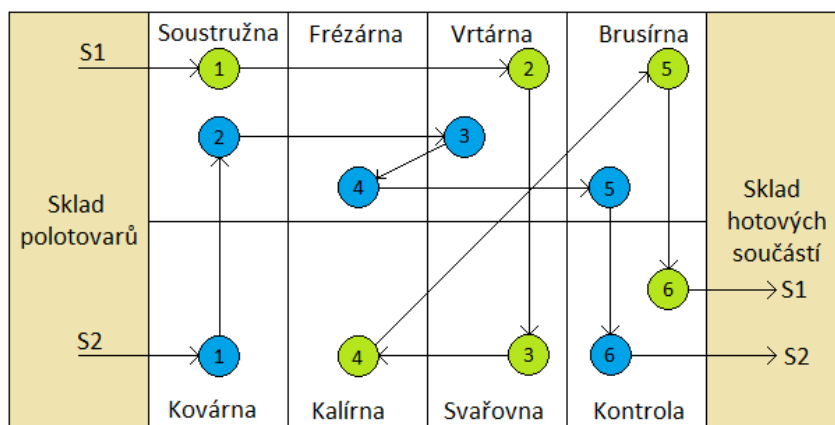 Soustružna Frézárna Vrtárna Brusírna
S1 1 2 5
2 3
4 5
Sklad
polotovarů
Sklad
hotových
součástí
6 S1
S2 1 4 3 6 S2
Kovárna Kalírna Svařovna Kontrola